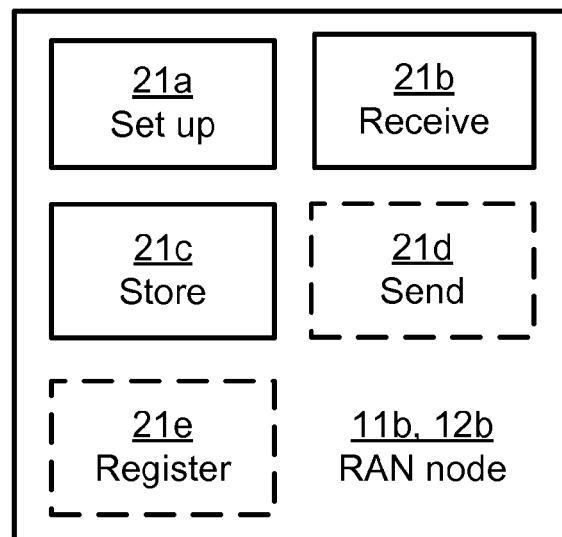 21a
Set up
21b
Receive
21c
Store
21d
Send
21e
Register
11b, 12b
RAN node